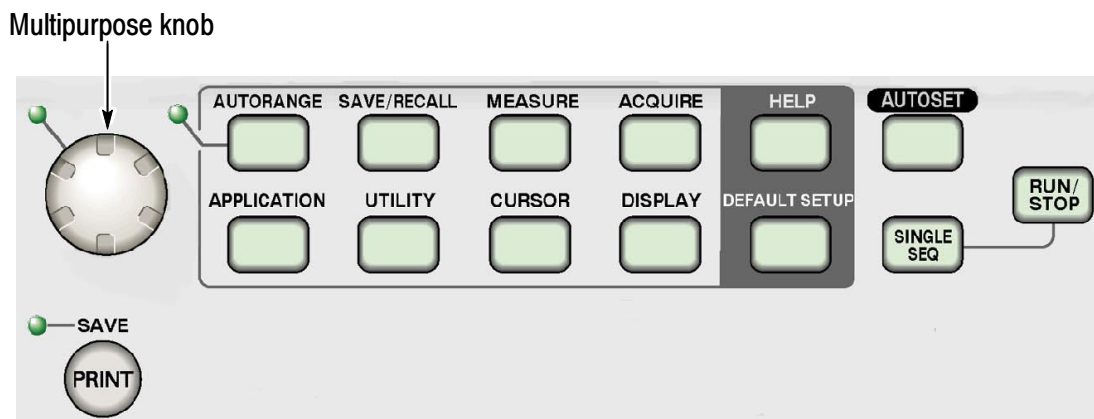 Multipurpose knob
AUTORANGE SAVE/RECALL MEASURE ACQUIRE HELP AUTOSET
APPLICATION UTILITY CURSOR DISPLAY DEFAULT SETUP
RUN/
STOP
SINGLE
SEQ
SAVE
PRINT